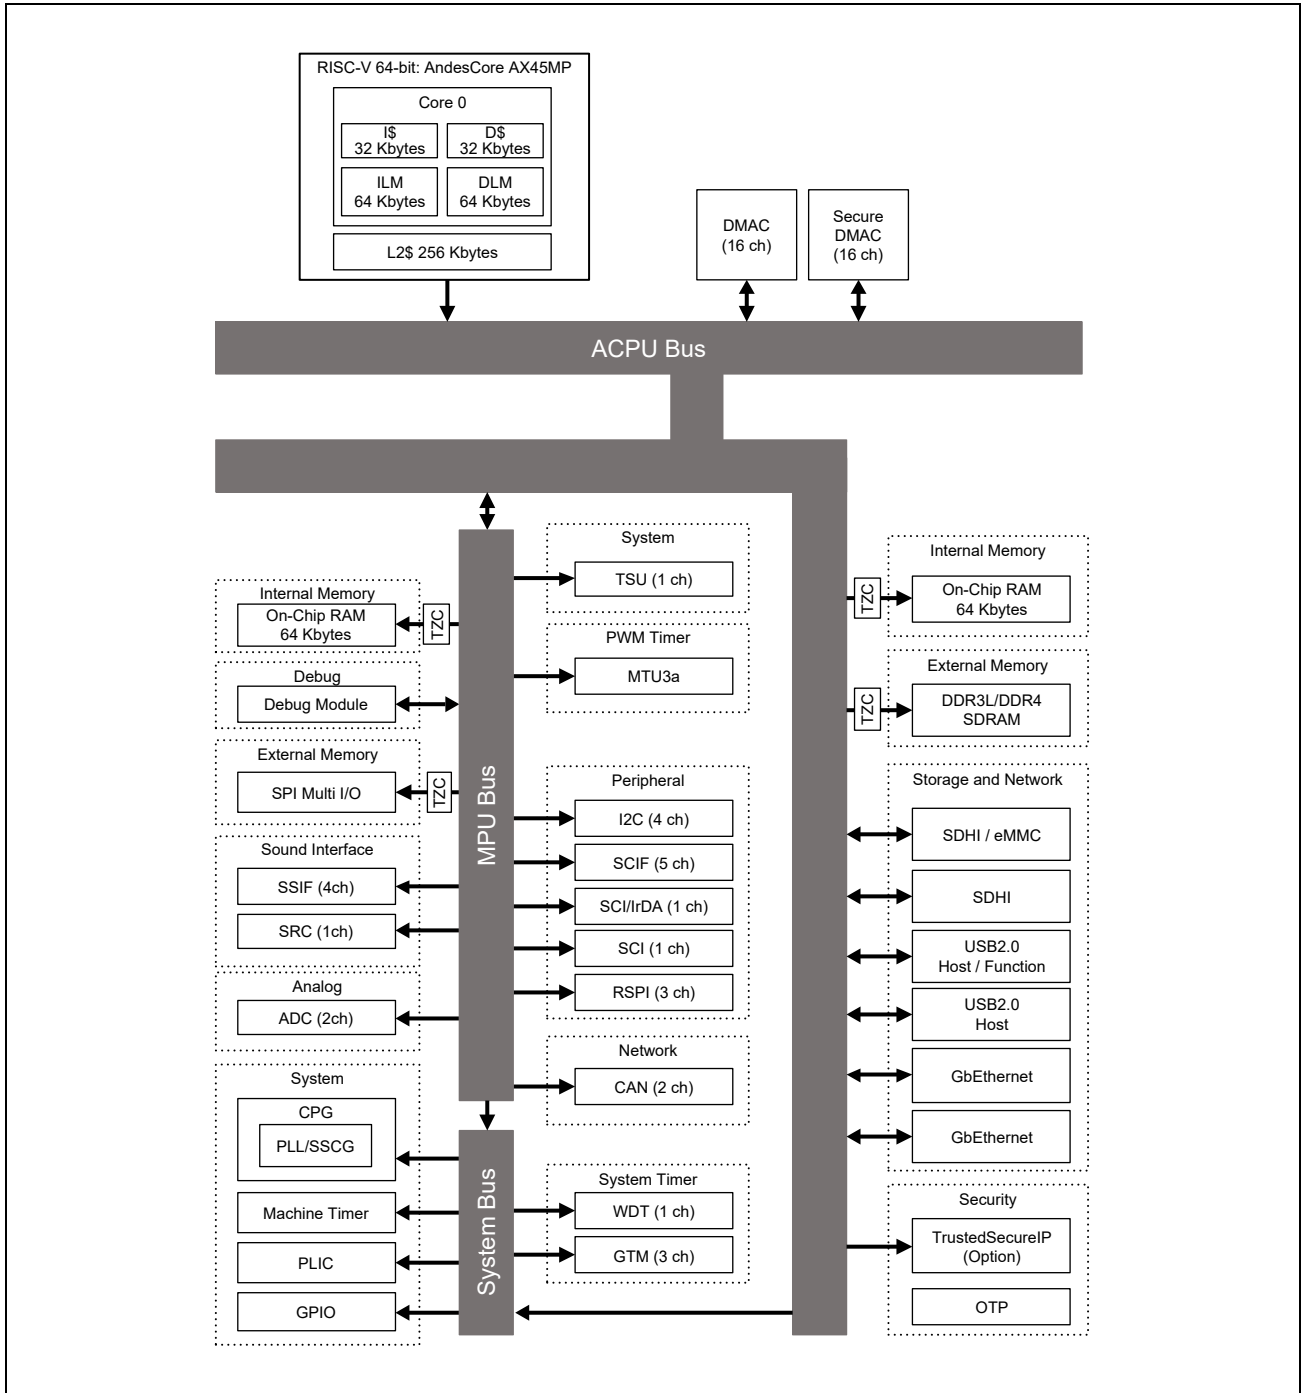 RISC-V 64-bit: AndesCore AX45MP
Core 0
I$
32 Kbytes
D$
32 Kbytes
ILM
64 Kbytes
DLM
64 Kbytes
L2$ 256 Kbytes
DMAC
(16 ch)
Secure
DMAC
(16 ch)
ACPU Bus
Internal Memory
On-Chip RAM
64 Kbytes
TZC
Debug
Debug Module
External Memory
SPI Multi I/O
TZC
Sound Interface
SSIF (4ch)
SRC (1ch)
Analog
ADC (2ch)
System
CPG
PLL/SSCG
Machine Timer
PLIC
GPIO
MPU Bus
System Bus
System
TSU (1 ch)
PWM Timer
MTU3a
Peripheral
I2C (4 ch)
SCIF (5 ch)
SCI/IrDA (1 ch)
SCI (1 ch)
RSPI (3 ch)
Network
CAN (2 ch)
System Timer
WDT (1 ch)
GTM (3 ch)
TZC
Internal Memory
On-Chip RAM
64 Kbytes
TZC
External Memory
DDR3L/DDR4
SDRAM
Storage and Network
SDHI / eMMC
SDHI
USB2.0
Host / Function
USB2.0
Host
GbEthernet
GbEthernet
Security
TrustedSecureIP
(Option)
OTP